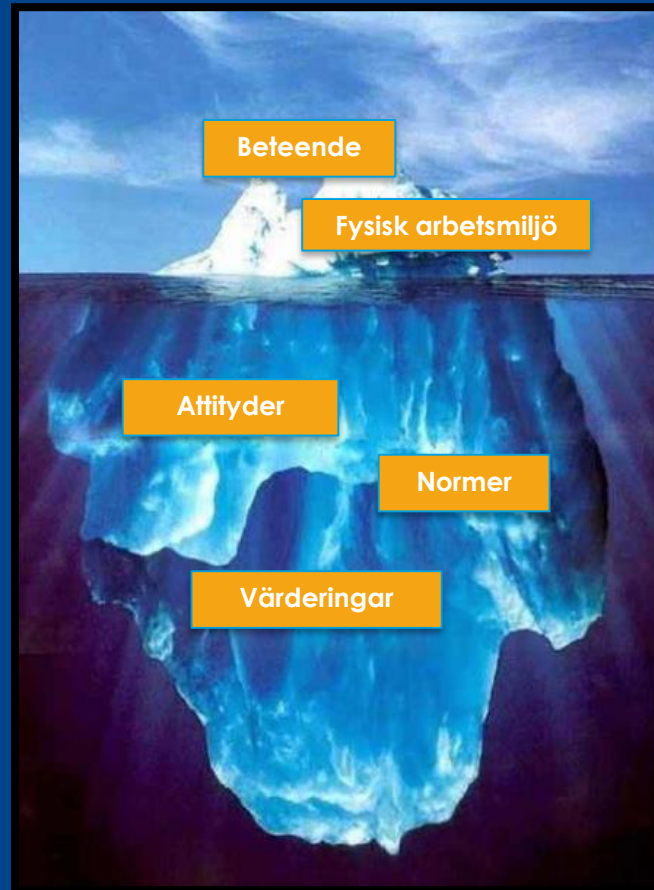 Beteende
Fysisk arbetsmiljö
Attityder
Normer
Värderingar